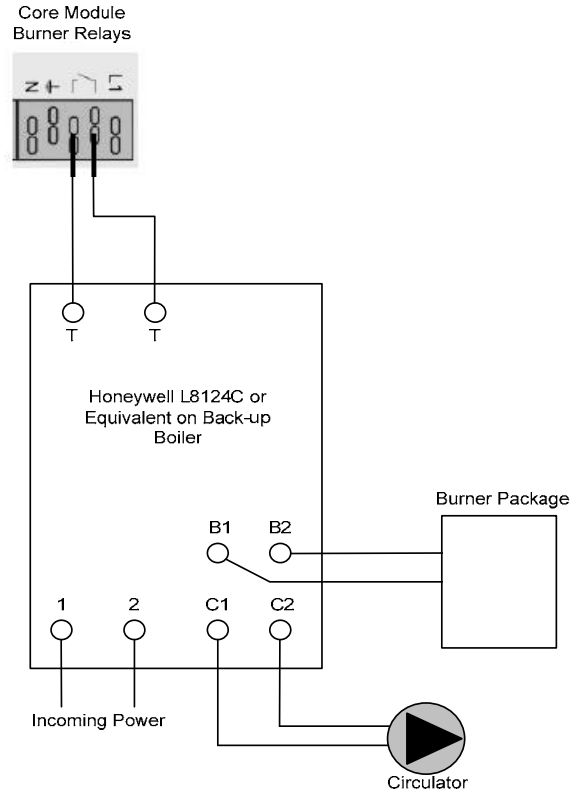 Core Module
Burner Relays
N L1
T T
Honeywell L8124C or
Equivalent on Back-up
Boiler
Burner Package
B1 B2
1 2 C1 C2
Incoming Power
Circulator